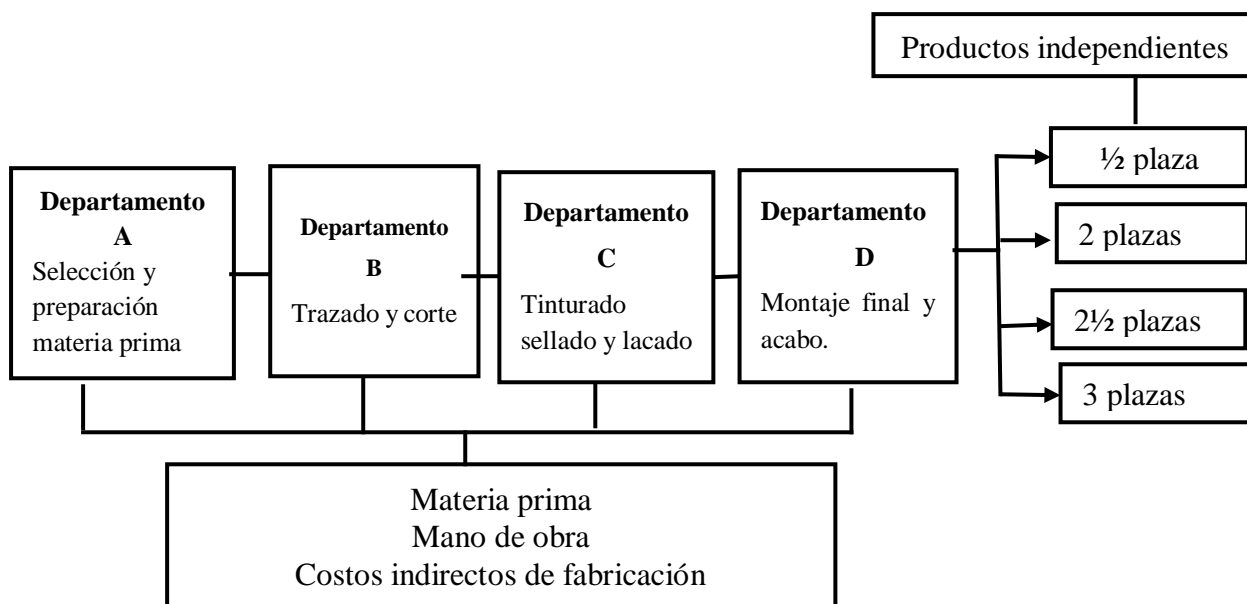 Productos independientes
½ plaza
2 plazas
2½ plazas
3 plazas
Departamento
A
Selección y
preparación
materia prima
Departamento
B
Trazado y corte
Departamento
C
Tinturado
sellado y lacado
Departamento
D
Montaje final y
acabo.
Materia prima
Mano de obra
Costos indirectos de fabricación